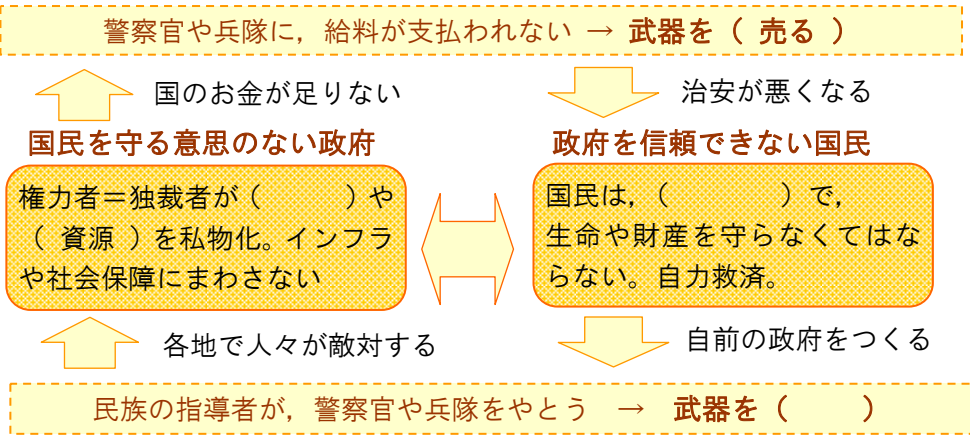 警察官や兵隊に，給料が支払われない → 武器を（ 売る ）
国のお金が足りない
治安が悪くなる
国民を守る意思のない政府
権力者＝独裁者が（　　　）や
（ 資源 ）を私物化。インフラ
や社会保障にまわさない
政府を信頼できない国民
国民は，（　　　　）で，
生命や財産を守らなくてはな
らない。自力救済。
各地で人々が敵対する
自前の政府をつくる
民族の指導者が，警察官や兵隊をやとう　→　武器を（　　　）